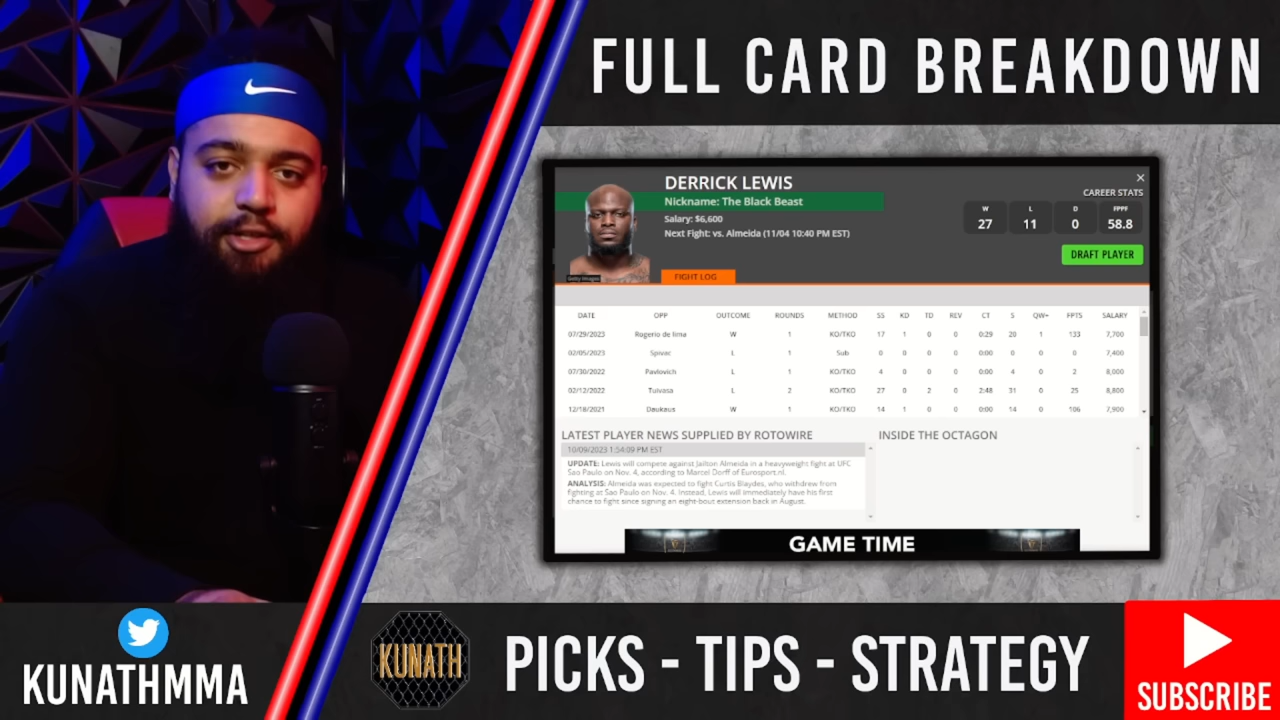 FULL CARD BREAKDOWN
DERRICK LEWIS
Nickname: The Black Beast
Salary: $6,600
Next Fight: vs. Almeida (11/04 10:40 PM EST)
CAREER STATS
W L D FPPF
27 11 0 58.8
DRAFT PLAYER
FIGHT LOG
DATE OPP OUTCOME ROUNDS METHOD SS KD TD REV CT S QW+ FPTS SALARY
07/29/2023 Rogerio de lima W 1 KO/TKO 17 1 0 0 0:29 20 1 133 7,700
02/05/2023 Spivac L 1 Sub 0 0 0 0 0:00 0 0 0 7,400
07/30/2022 Pavlovich L 1 KO/TKO 4 0 0 0 0:00 4 0 2 8,000
02/12/2022 Tuivasa L 2 KO/TKO 27 0 2 0 2:48 31 0 25 8,800
12/18/2021 Daukaus W 1 KO/TKO 14 1 0 0 0:00 14 0 106 7,900
LATEST PLAYER NEWS SUPPLIED BY ROTOWIRE
INSIDE THE OCTAGON
10/09/2023 1:54:09 PM EST
UPDATE: Lewis will compete against Jailton Almeida in a heavyweight fight at UFC
Sao Paulo on Nov. 4, according to Marcel Dorff of Eurosport.nl.
ANALYSIS: Almeida was expected to fight Curtis Blaydes, who withdrew from
fighting at Sao Paulo on Nov. 4. Instead, Lewis will immediately have his first
chance to fight since signing an eight-bout extension back in August.
GAME TIME
KUNATHMMA
KUNATH
PICKS - TIPS - STRATEGY
SUBSCRIBE